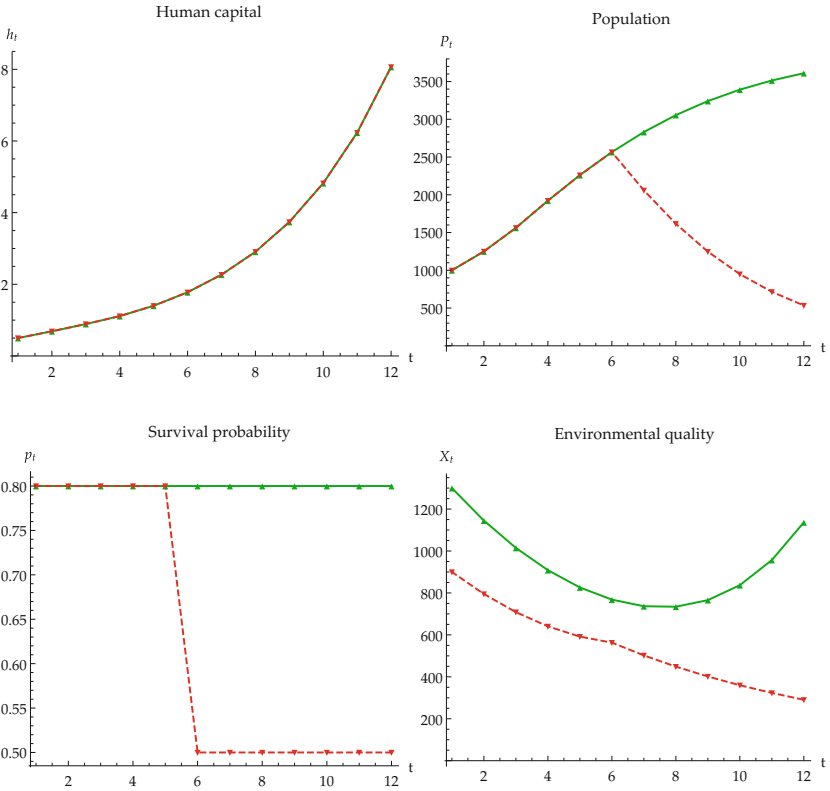 Human capital
h_t
8
6
4
2
2 4 6 8 10 12 t
Population
P_t
3500
3000
2500
2000
1500
1000
500
2 4 6 8 10 12 t
Survival probability
p_t
0.80
0.75
0.70
0.65
0.60
0.55
0.50
2 4 6 8 10 12 t
Environmental quality
X_t
1200
1000
800
600
400
200
2 4 6 8 10 12 t